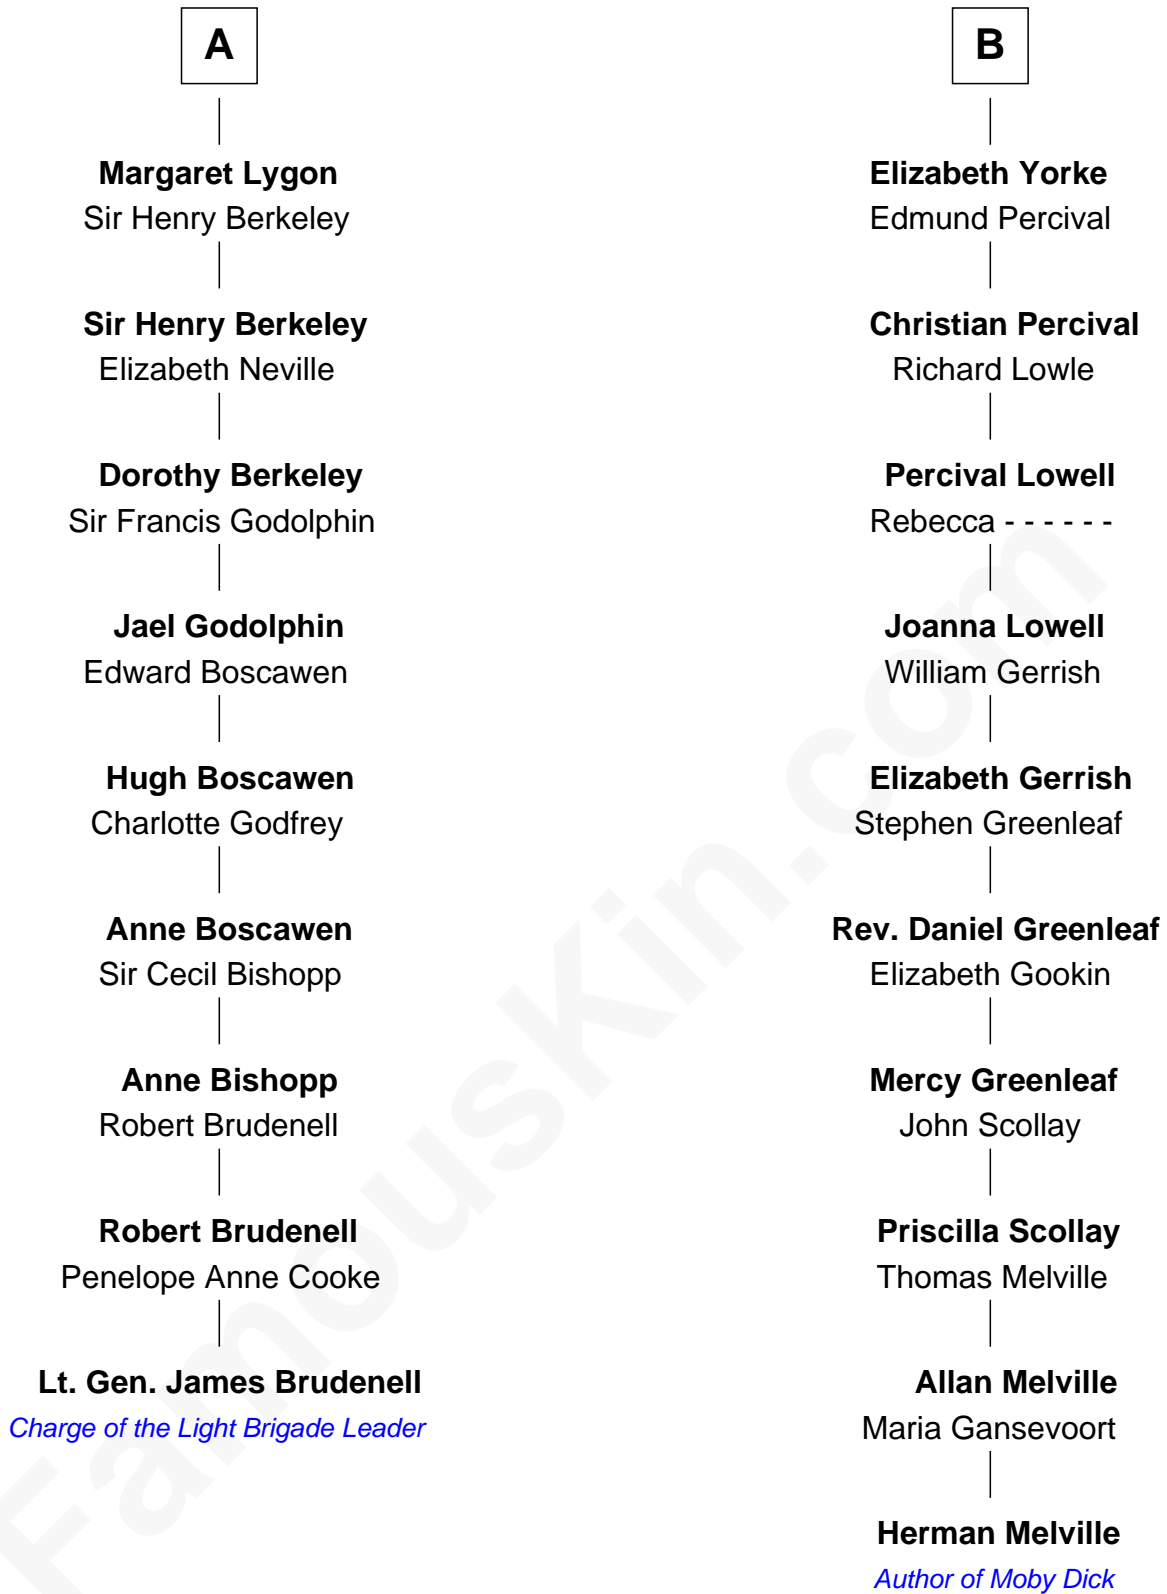 A
Margaret Lygon
Sir Henry Berkeley
Sir Henry Berkeley
Elizabeth Neville
Dorothy Berkeley
Sir Francis Godolphin
Jael Godolphin
Edward Boscawen
Hugh Boscawen
Charlotte Godfrey
Anne Boscawen
Sir Cecil Bishopp
Anne Bishopp
Robert Brudenell
Robert Brudenell
Penelope Anne Cooke
Lt. Gen. James Brudenell
Charge of the Light Brigade Leader
B
Elizabeth Yorke
Edmund Percival
Christian Percival
Richard Lowle
Percival Lowell
Rebecca - - - - - -
Joanna Lowell
William Gerrish
Elizabeth Gerrish
Stephen Greenleaf
Rev. Daniel Greenleaf
Elizabeth Gookin
Mercy Greenleaf
John Scollay
Priscilla Scollay
Thomas Melville
Allan Melville
Maria Gansevoort
Herman Melville
Author of Moby Dick
FamousKin.com